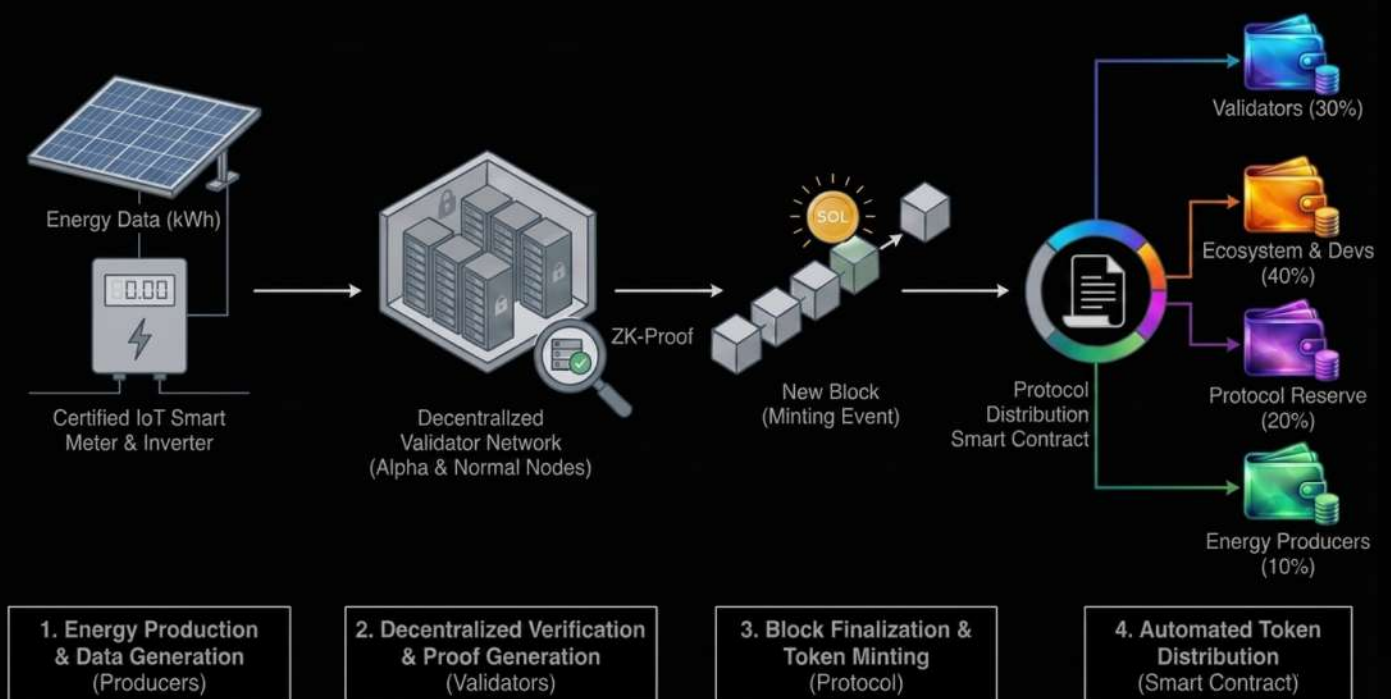 Energy Data (kWh)
0.00
Certified IoT Smart
Meter & Inverter
Decentrallzed
Validator Network
(Alpha & Normal Nodes)
ZK-Proof
SOL
New Block
(Minting Event)
Protocol
Distribution
Smart Contract
Validators (30%)
Ecosystem & Devs
(40%)
Protocol Reserve
(20%)
Energy Producers
(10%)
1. Energy Production
& Data Generation
(Producers)
2. Decentralized Verification
& Proof Generation
(Validators)
3. Block Finalization &
Token Minting
(Protocol)
4. Automated Token
Distribution
(Smart Contract)